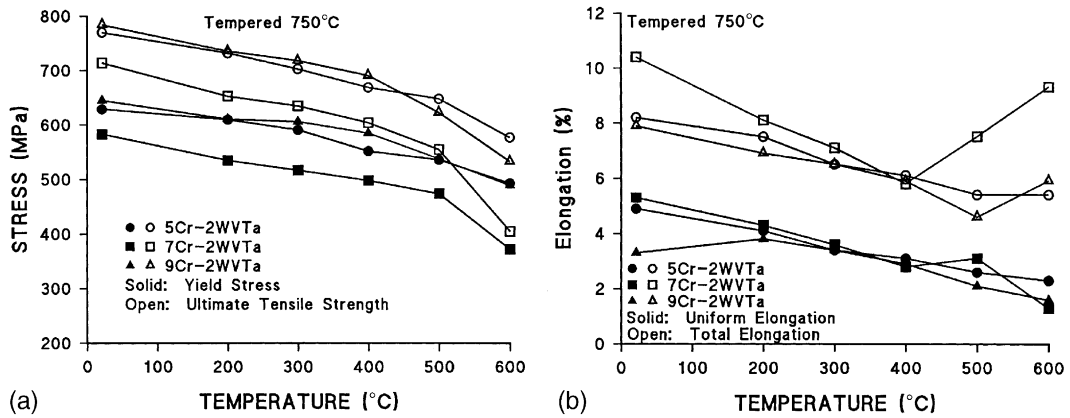 Tempered 750°C
800
700
600
500
400
300
200
STRESS (MPa)
5Cr-2WVTa
7Cr-2WVTa
9Cr-2WVTa
Solid: Yield Stress
Open: Ultimate Tensile Strength
0 100 200 300 400 500 600
TEMPERATURE (°C)
(a)
Tempered 750°C
12
10
8
6
4
2
0
Elongation (%)
5Cr-2WVTa
7Cr-2WVTa
9Cr-2WVTa
Solid: Uniform Elongation
Open: Total Elongation
0 100 200 300 400 500 600
TEMPERATURE (°C)
(b)